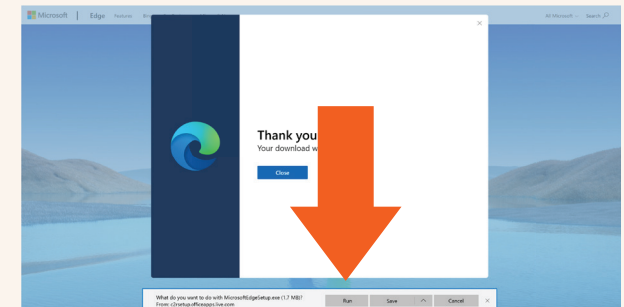 Microsoft | Edge Features
All Microsoft Search
Thank you
Your download w
Close
What do you want to do with MicrosoftEdgeSetup.exe (1.7 MB)?
From: c2rsetup.officeapps.live.com
Run Save Cancel